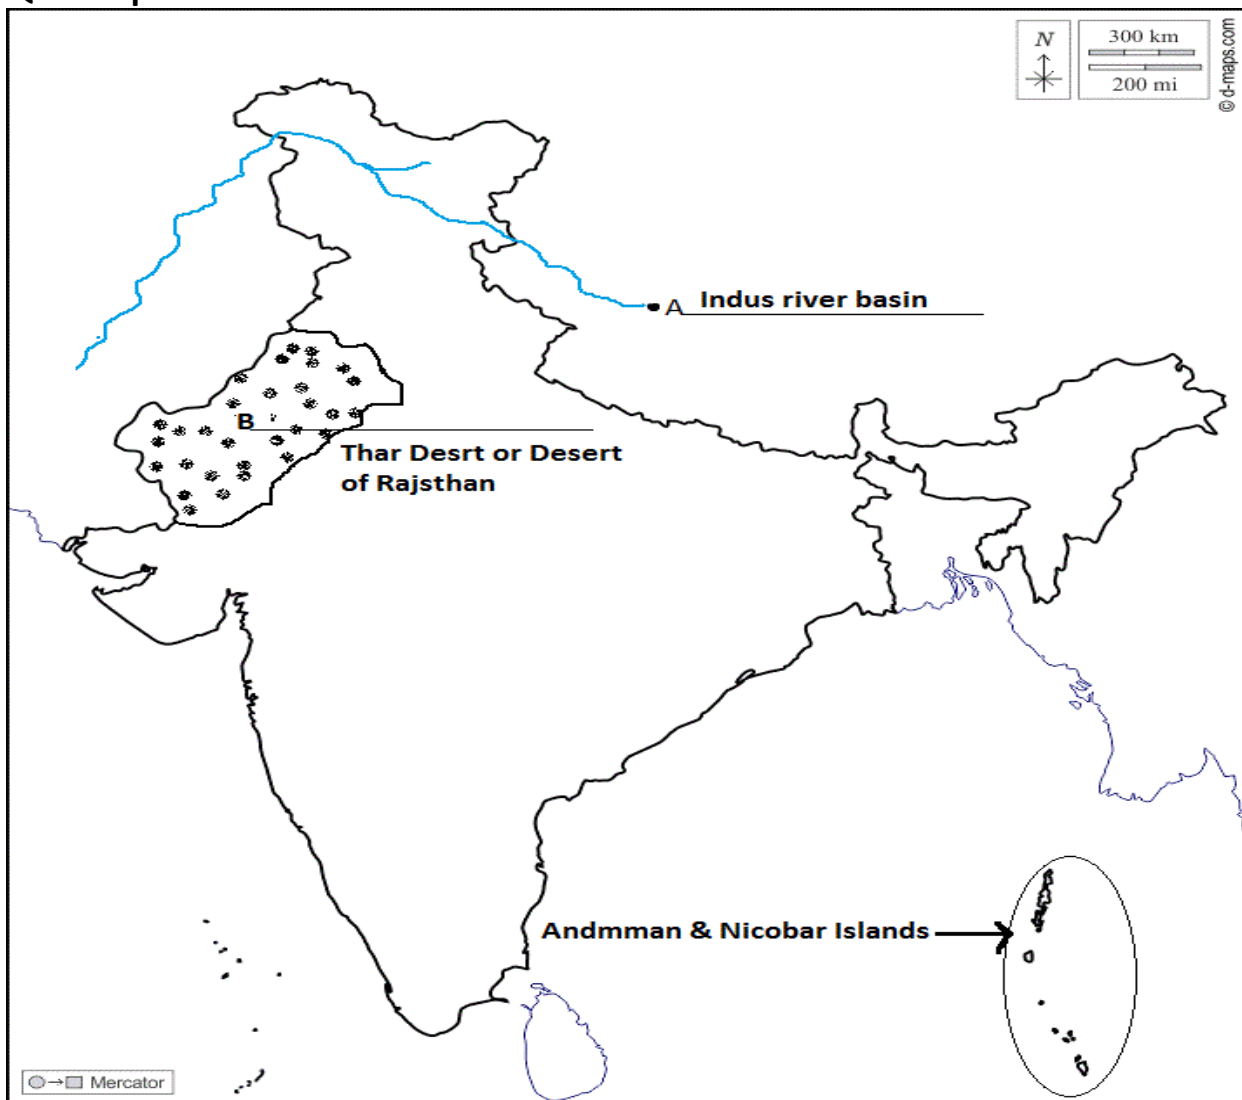 N
300 km
200 mi
© d-maps.com
A Indus river basin
B
Thar Desrt or Desert
of Rajsthan
Andmman & Nicobar Islands
Mercator